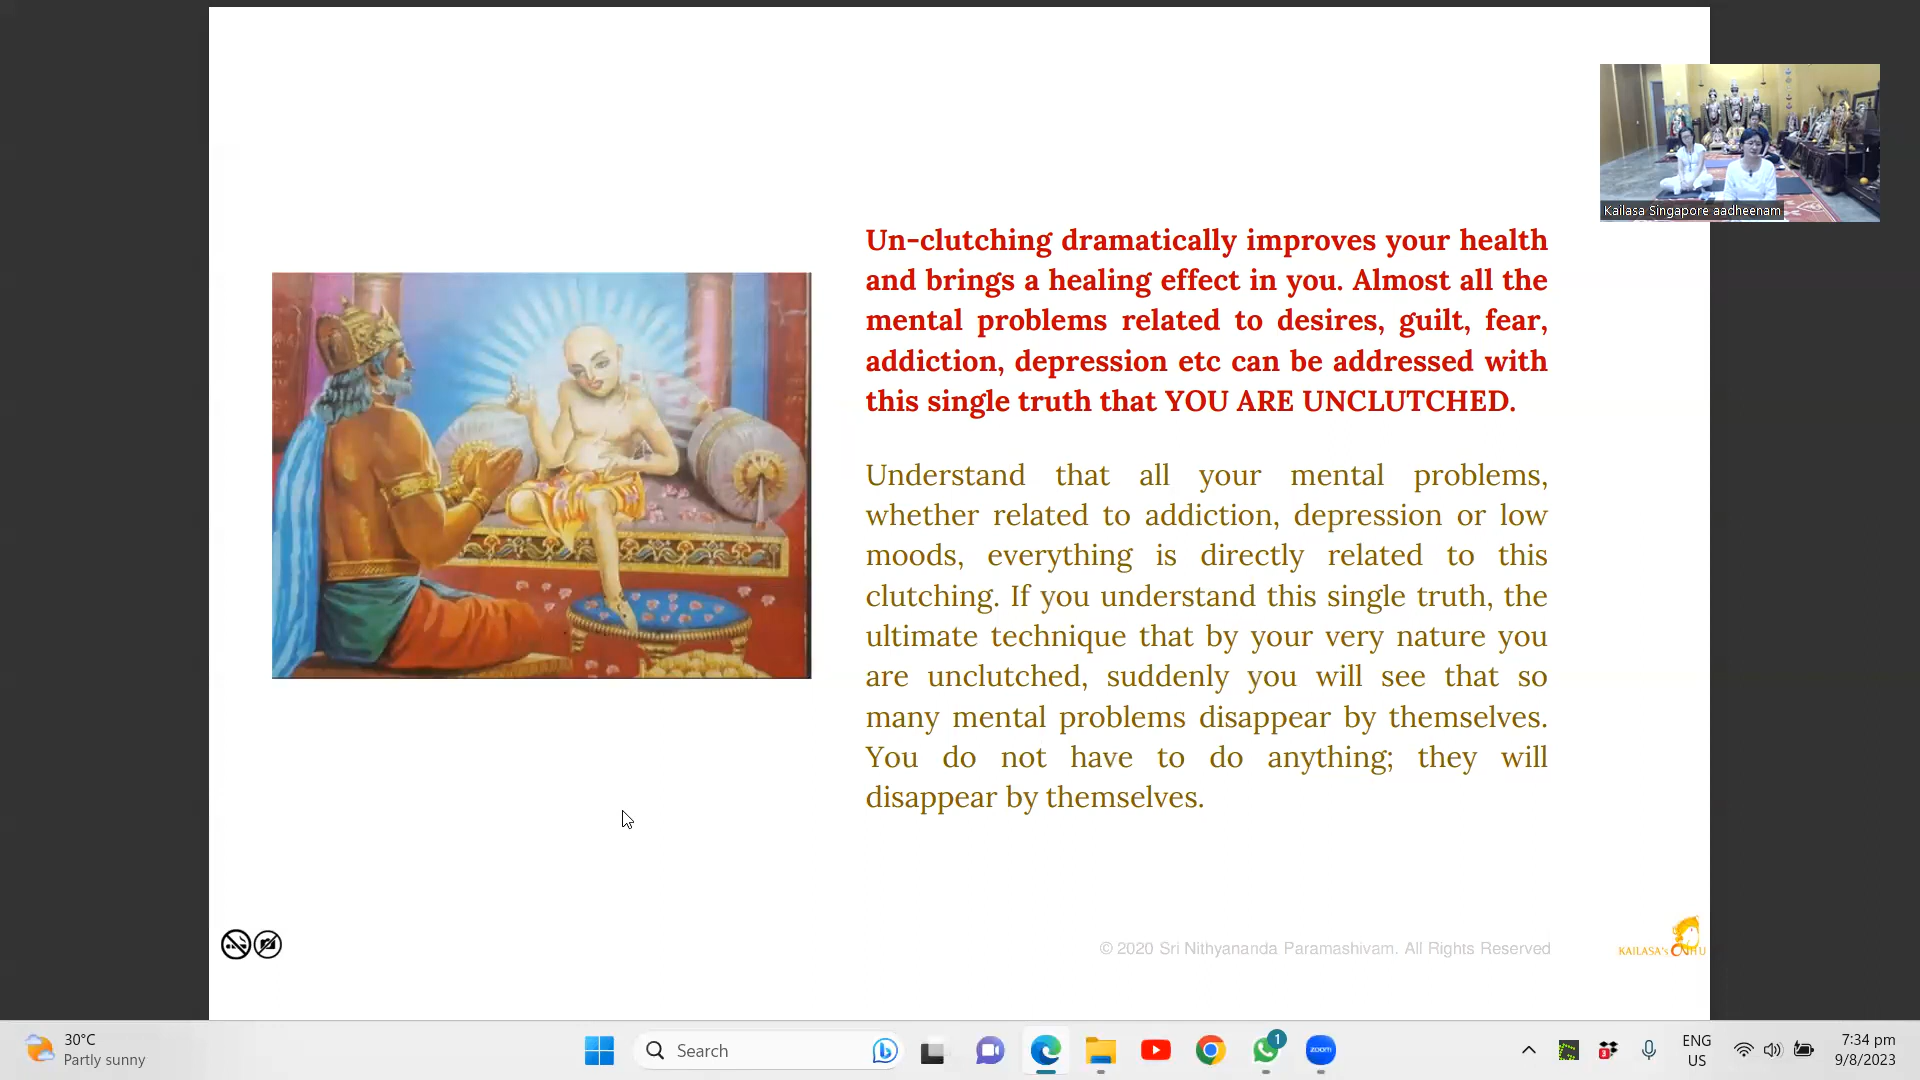 Kailasa Singapore aadheenam
Un-clutching dramatically improves your health
and brings a healing effect in you. Almost all the
mental problems related to desires, guilt, fear,
addiction, depression etc can be addressed with
this single truth that YOU ARE UNCLUTCHED.
Understand that all your mental problems,
whether related to addiction, depression or low
moods, everything is directly related to this
clutching. If you understand this single truth, the
ultimate technique that by your very nature you
are unclutched, suddenly you will see that so
many mental problems disappear by themselves.
You do not have to do anything; they will
disappear by themselves.
© 2020 Sri Nithyananda Paramashivam. All Rights Reserved
KAILASA's
30°C
Partly sunny
Search
1
zoom
3
ENG
US
7:34 pm
9/8/2023